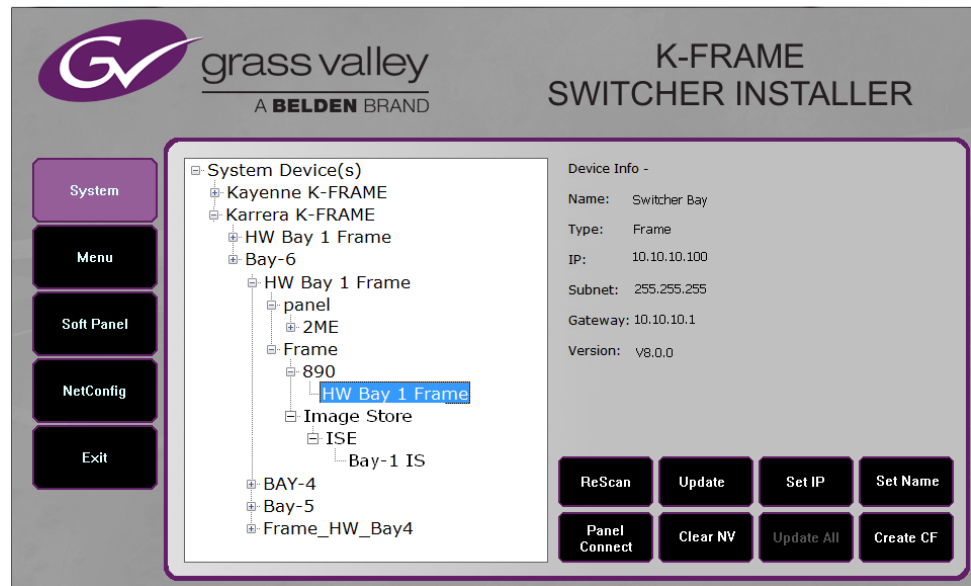 GV
grass valley
A BELDEN BRAND
K-FRAME
SWITCHER INSTALLER
System
Menu
Soft Panel
NetConfig
Exit
System Device(s)
Kayenne K-FRAME
Karrera K-FRAME
HW Bay 1 Frame
Bay-6
HW Bay 1 Frame
panel
2ME
Frame
890
HW Bay 1 Frame
Image Store
ISE
Bay-1 IS
BAY-4
Bay-5
Frame_HW_Bay4
Device Info -
Name: Switcher Bay
Type: Frame
IP: 10.10.10.100
Subnet: 255.255.255
Gateway: 10.10.10.1
Version: V8.0.0
ReScan Update Set IP Set Name
Panel
Connect
Clear NV Update All Create CF